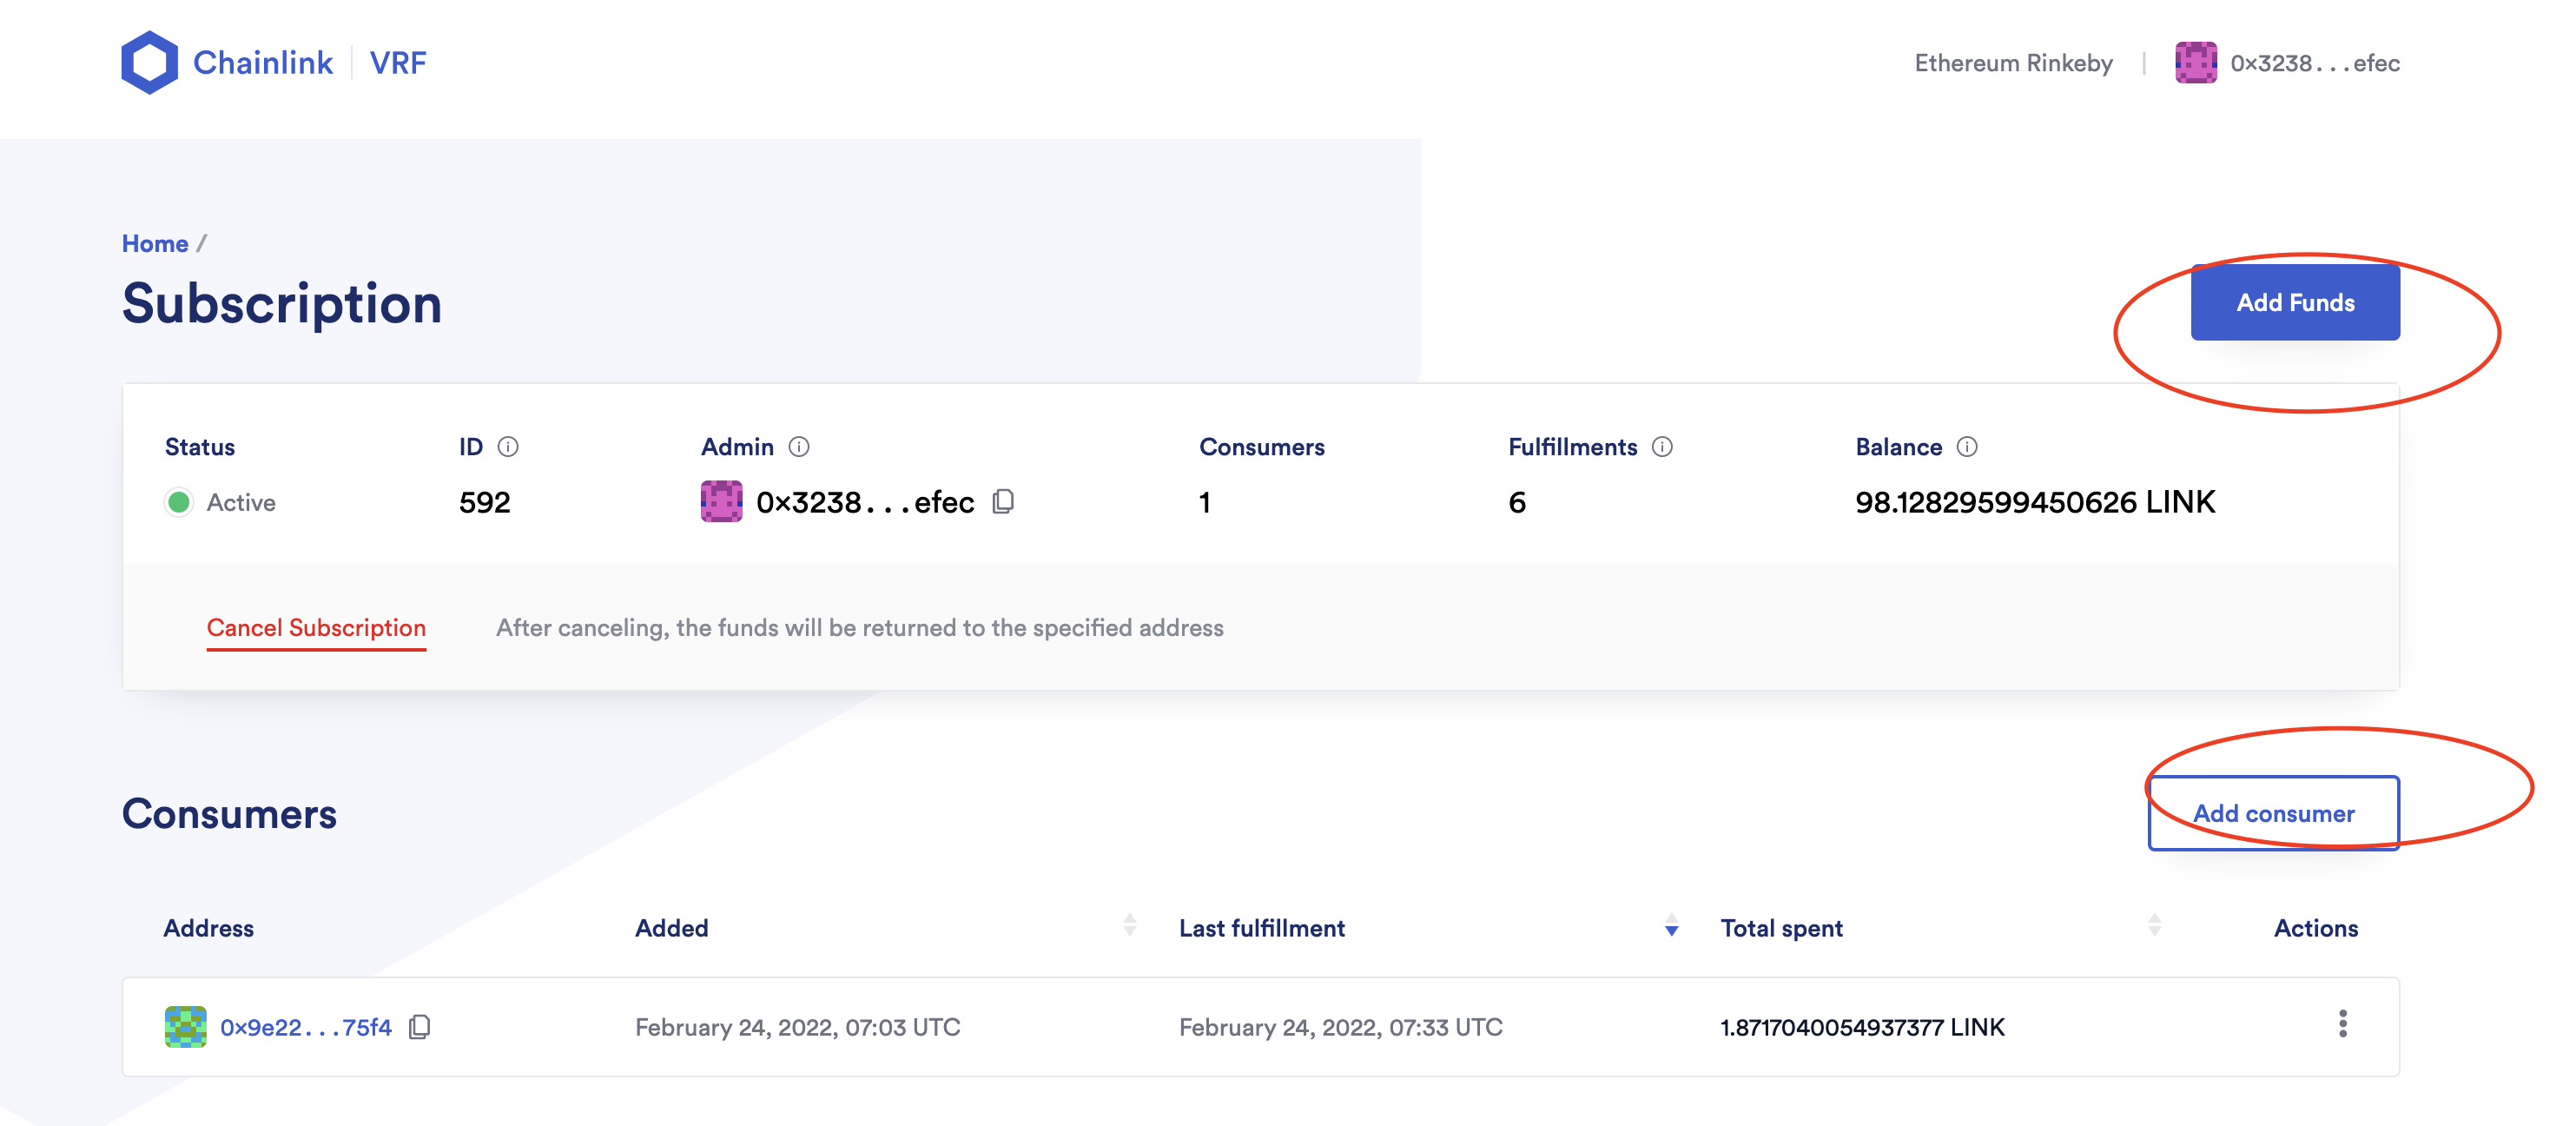 Chainlink | VRF
Ethereum Rinkeby | 0x3238...efec
Home /
Subscription
Add Funds
Status ID Admin Consumers Fulfillments Balance
Active 592 0x3238...efec 1 6 98.12829599450626 LINK
Cancel Subscription After canceling, the funds will be returned to the specified address
Consumers
Add consumer
Address Added Last fulfillment Total spent Actions
0x9e22...75f4 February 24, 2022, 07:03 UTC February 24, 2022, 07:33 UTC 1.8717040054937377 LINK